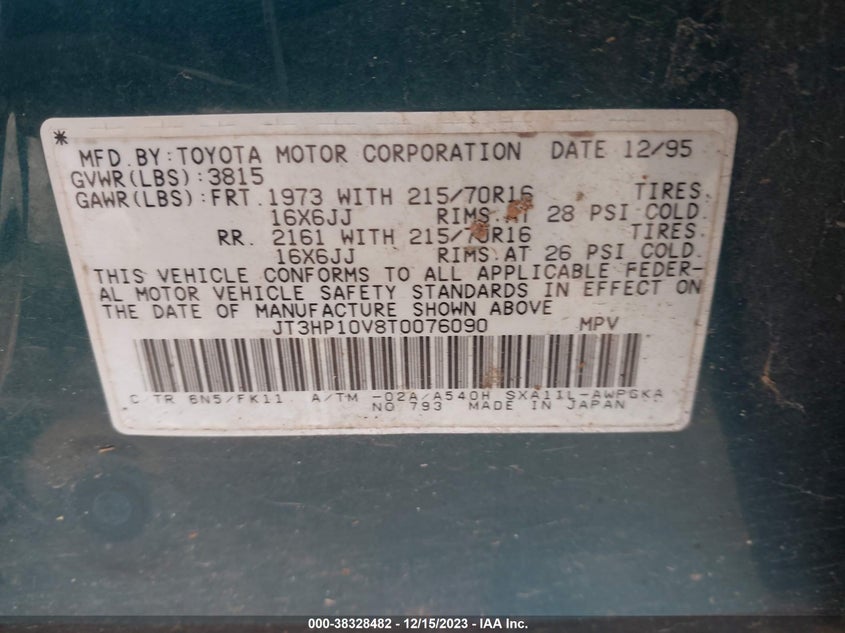 *
MFD.BY:TOYOTA MOTOR CORPORATION DATE 12/95
GVWR(LBS):3815
GAWR(LBS):FRT.1973 WITH 215/70R16 TIRES.
16X6JJ RIMS AT 28 PSI COLD.
RR. 2161 WITH 215/70R16 TIRES.
16X6JJ RIMS AT 26 PSI COLD.
THIS VEHICLE CONFORMS TO ALL APPLICABLE FEDER-
AL MOTOR VEHICLE SAFETY STANDARDS IN EFFECT ON
THE DATE OF MANUFACTURE SHOWN ABOVE
JT3HP10V8T0076090 MPV
C/TR 6N5/FK11 A/TM -02A/A540H SXA11L-AWPGKA
NO 793 MADE IN JAPAN
000-38328482 - 12/15/2023 - IAA Inc.